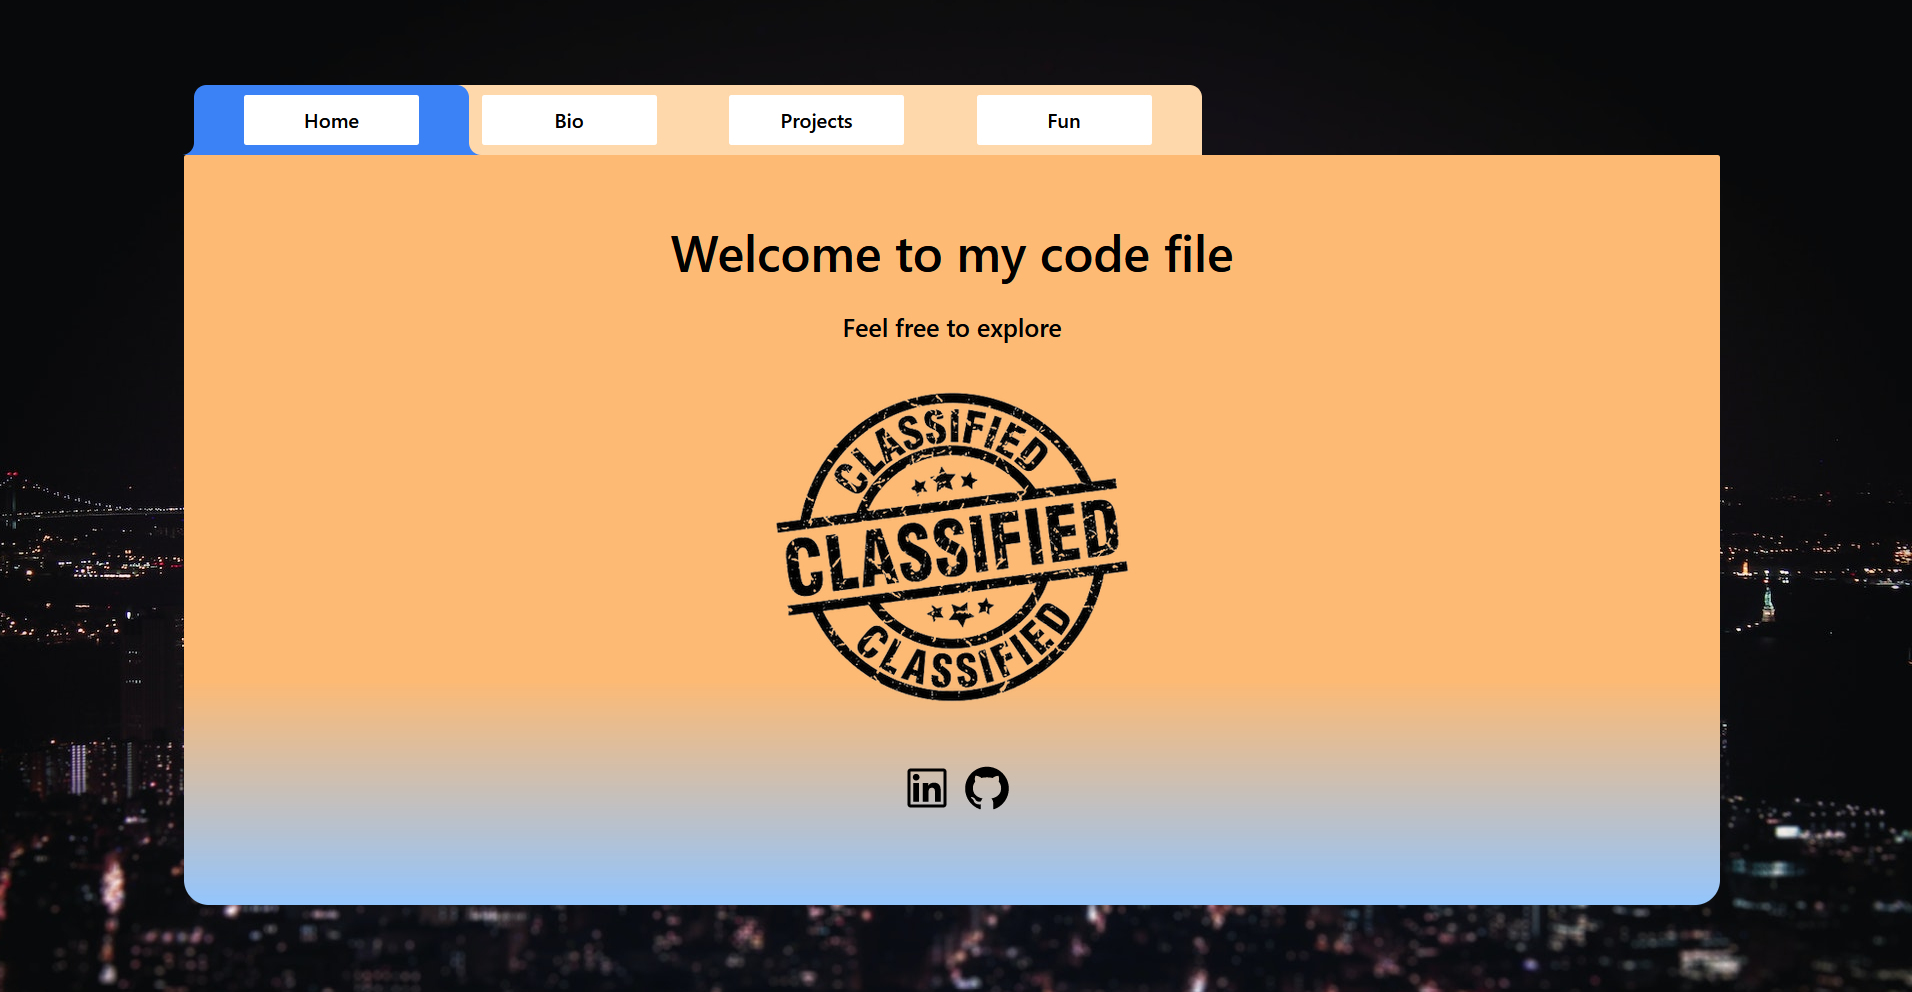 Home
Bio
Projects
Fun
Welcome to my code file
Feel free to explore
CLASSIFIED
CLASSIFIED
CLASSIFIED
in